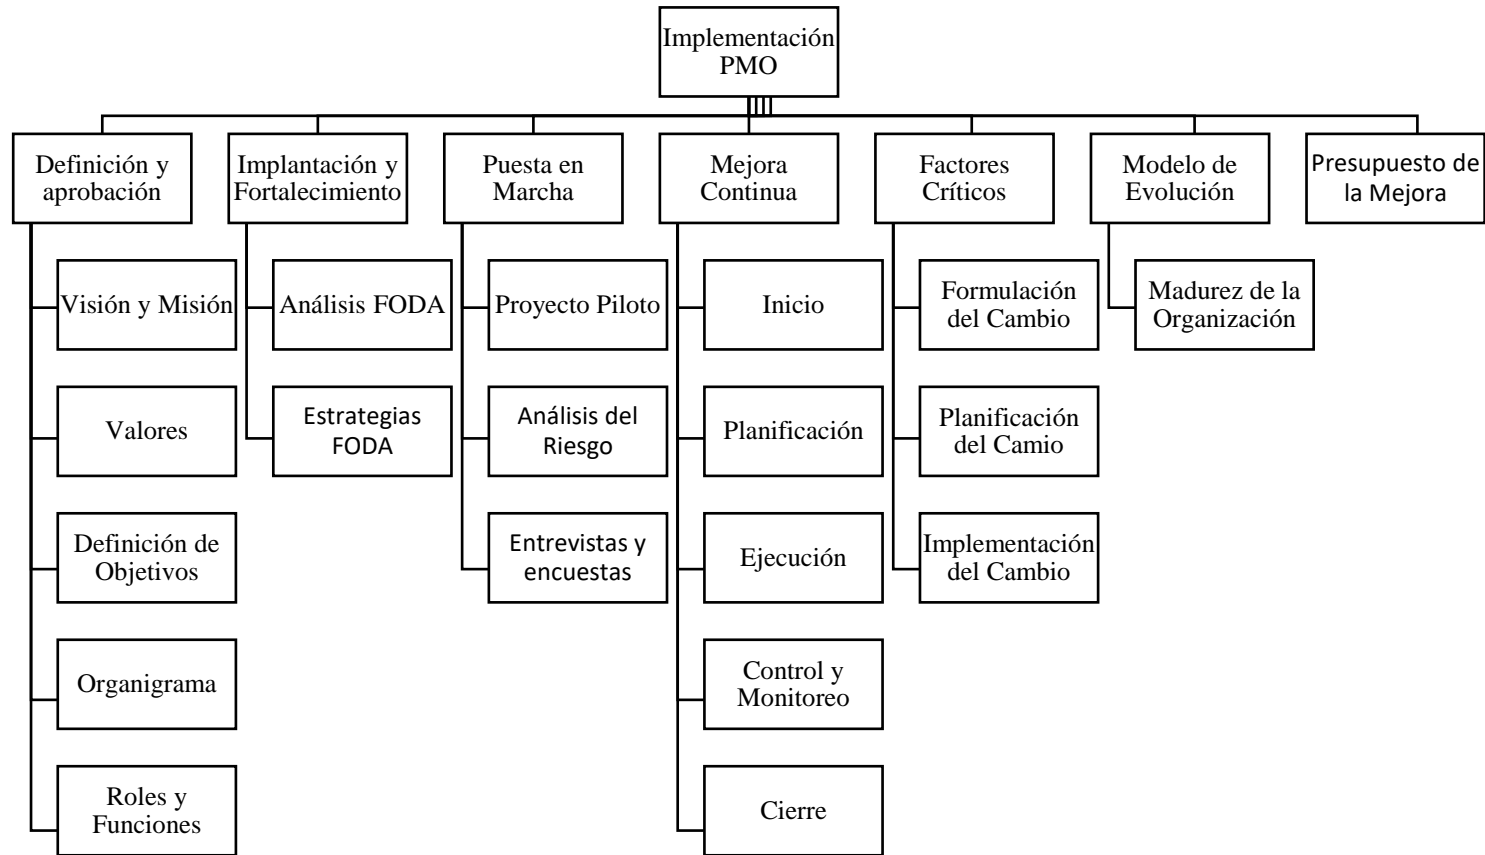 Implementación
PMO
Definición y
aprobación
Implantación y
Fortalecimiento
Puesta en
Marcha
Mejora
Continua
Factores
Críticos
Modelo de
Evolución
Presupuesto de
la Mejora
Visión y Misión
Valores
Definición de
Objetivos
Organigrama
Roles y
Funciones
Análisis FODA
Estrategias
FODA
Proyecto Piloto
Análisis del
Riesgo
Entrevistas y
encuestas
Inicio
Planificación
Ejecución
Control y
Monitoreo
Cierre
Formulación
del Cambio
Planificación
del Camio
Implementación
del Cambio
Madurez de la
Organización